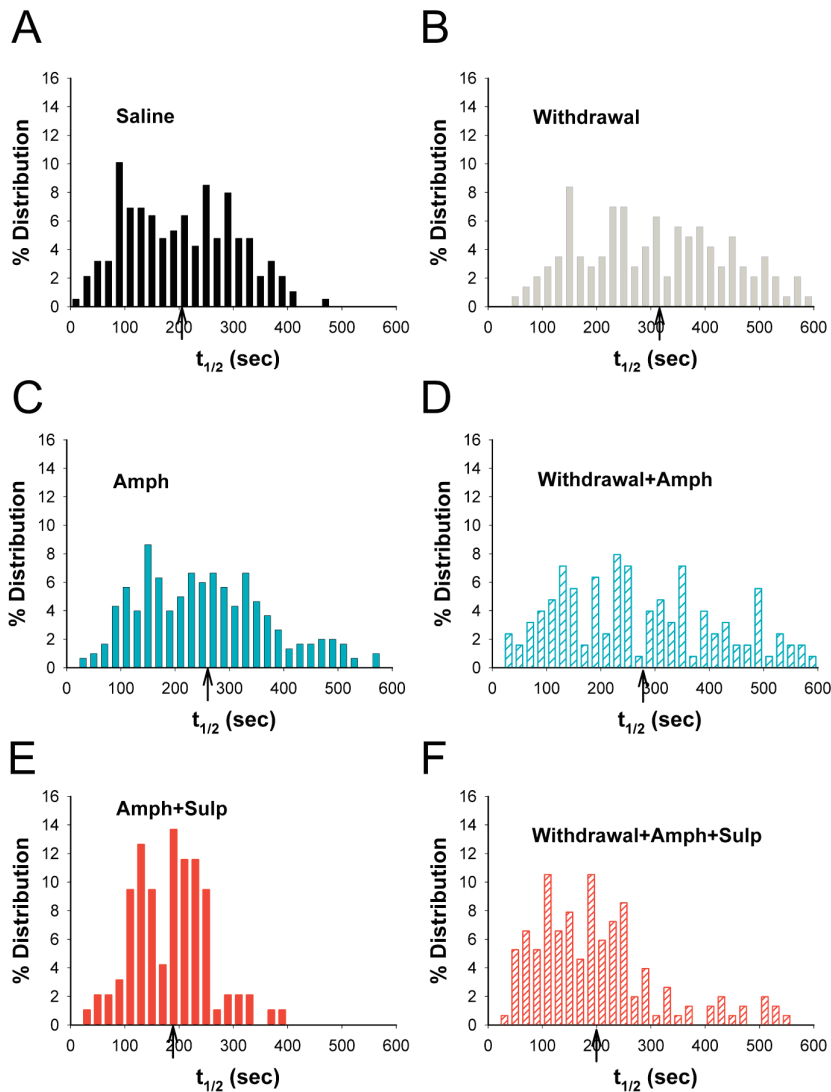 A
16
14
12
10
8
6
4
2
0
% Distribution
Saline
0 100 200 300 400 500 600
t1/2 (sec)
B
16
14
12
10
8
6
4
2
0
% Distribution
Withdrawal
0 100 200 300 400 500 600
t1/2 (sec)
C
16
14
12
10
8
6
4
2
0
% Distribution
Amph
0 100 200 300 400 500 600
t1/2 (sec)
D
16
14
12
10
8
6
4
2
0
% Distribution
Withdrawal+Amph
0 100 200 300 400 500 600
t1/2 (sec)
E
16
14
12
10
8
6
4
2
0
% Distribution
Amph+Sulp
0 100 200 300 400 500 600
t1/2 (sec)
F
16
14
12
10
8
6
4
2
0
% Distribution
Withdrawal+Amph+Sulp
0 100 200 300 400 500 600
t1/2 (sec)